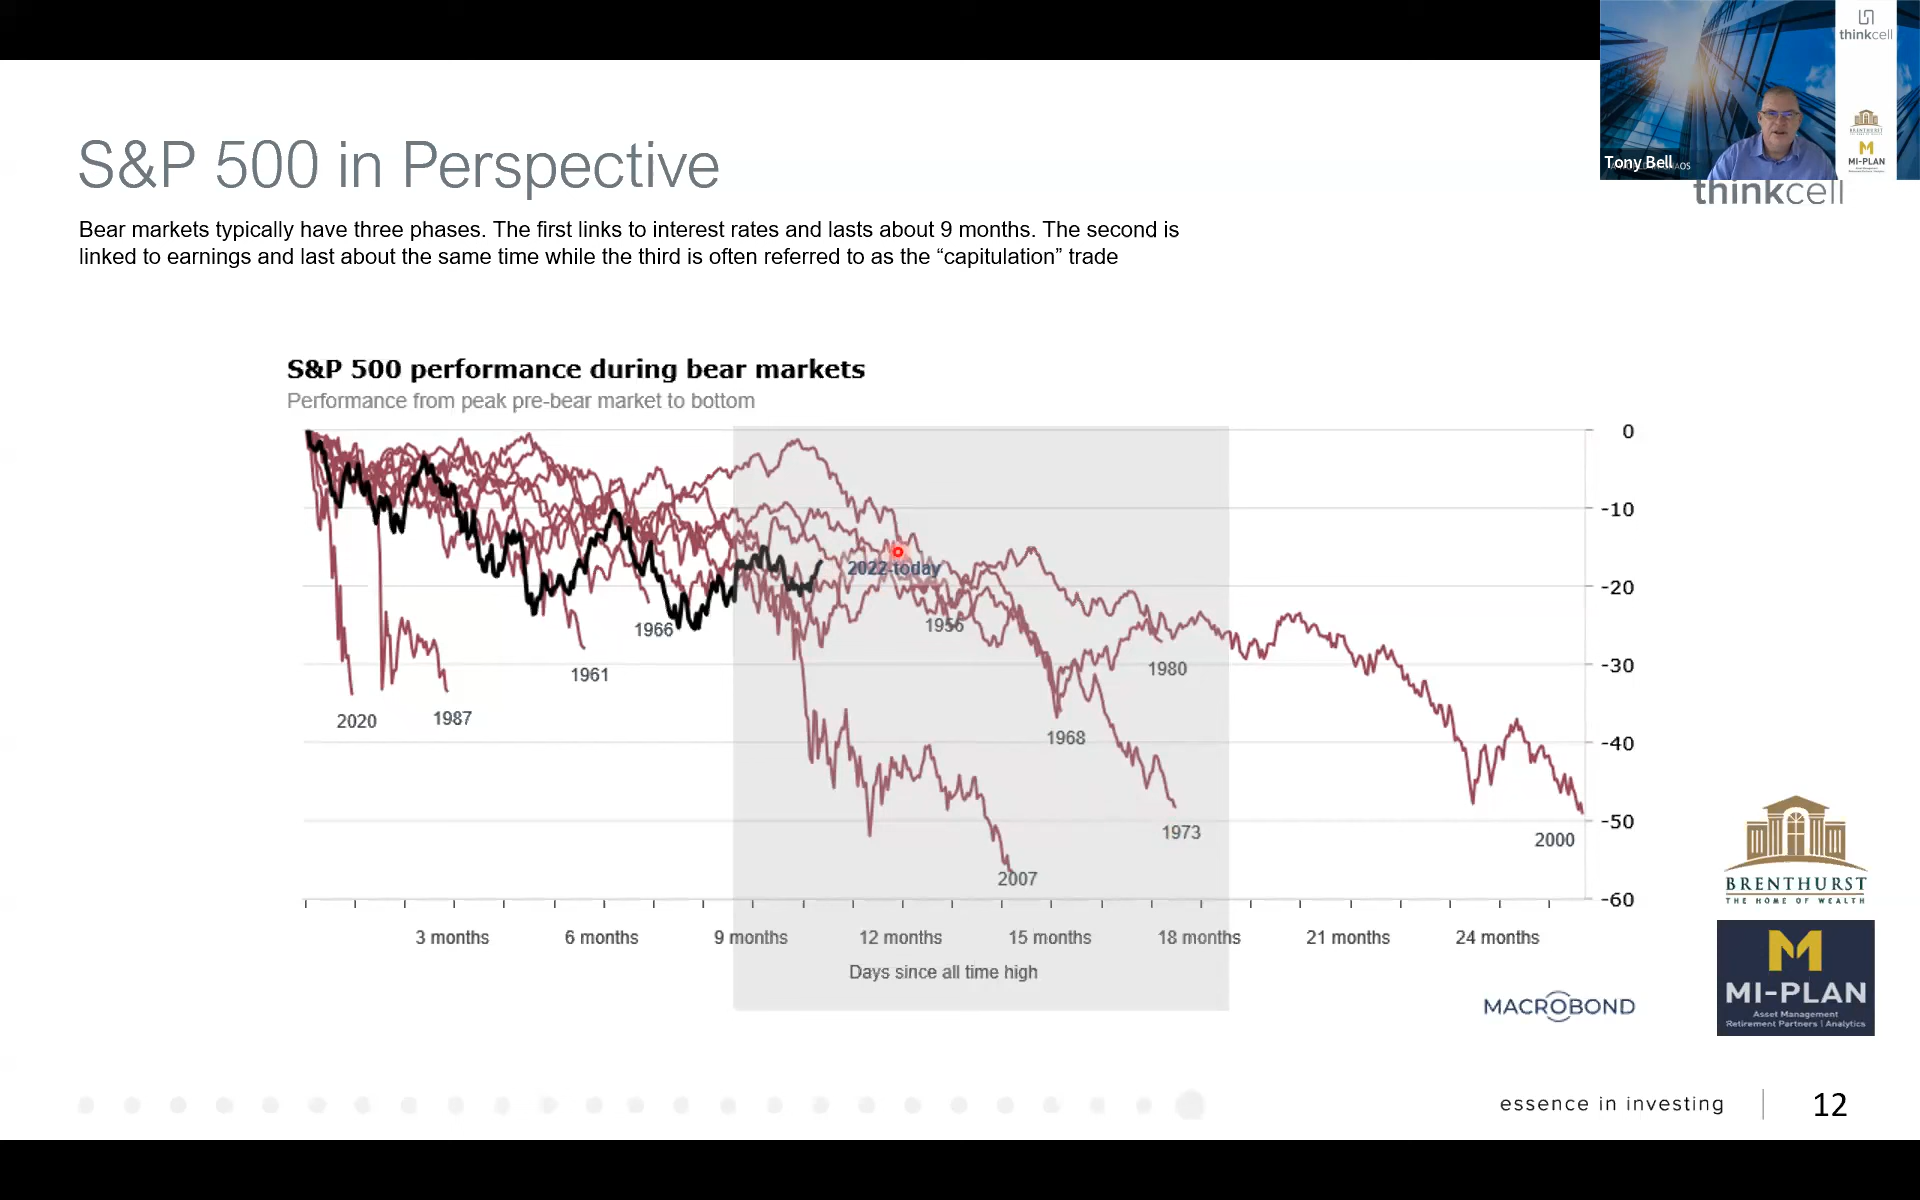 thinkcell
BRENTHURST
MI-PLAN
Tony Bell
thinkcell
S&P 500 in Perspective
Bear markets typically have three phases. The first links to interest rates and lasts about 9 months. The second is
linked to earnings and last about the same time while the third is often referred to as the “capitulation” trade
S&P 500 performance during bear markets
Performance from peak pre-bear market to bottom
0
-10
-20
-30
-40
-50
-60
2022-today
1956
1966
1961
1980
2020
1987
1968
1973
2000
2007
3 months
6 months
9 months
12 months
15 months
18 months
21 months
24 months
Days since all time high
MACROBOND
BRENTHURST
THE HOME OF WEALTH
MI-PLAN
Asset Management
Retirement Partners | Analytics
essence in investing
12